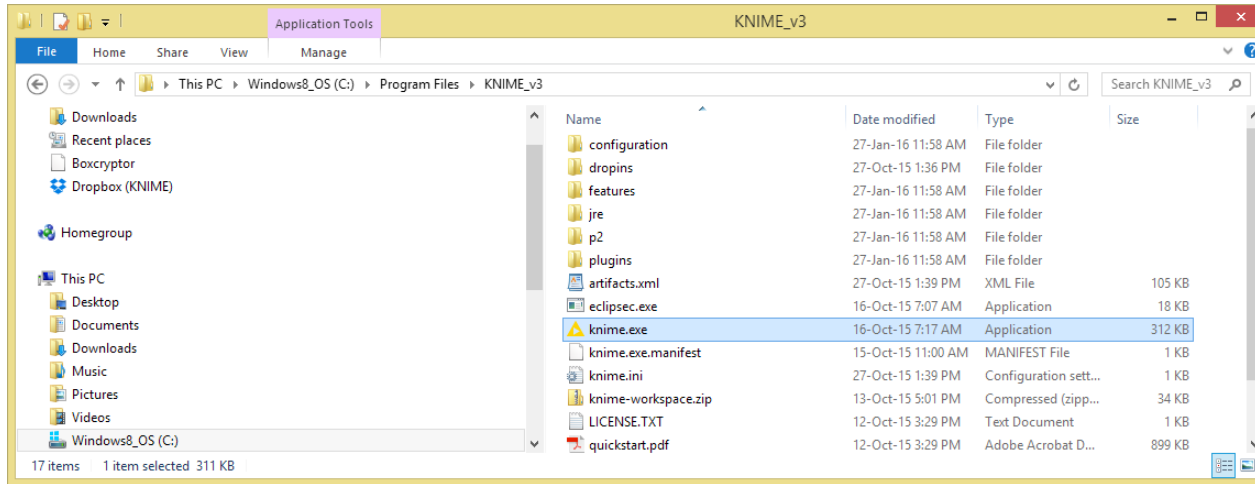 Application Tools
KNIME_v3
File Home Share View Manage
This PC Windows8_OS (C:) Program Files KNIME_v3
Search KNIME_v3
Downloads
Recent places
Boxcryptor
Dropbox (KNIME)
Homegroup
This PC
Desktop
Documents
Downloads
Music
Pictures
Videos
Windows8_OS (C:)
Name Date modified Type Size
configuration 27-Jan-16 11:58 AM File folder
dropins 27-Oct-15 1:36 PM File folder
features 27-Jan-16 11:58 AM File folder
jre 27-Jan-16 11:58 AM File folder
p2 27-Jan-16 11:58 AM File folder
plugins 27-Jan-16 11:58 AM File folder
artifacts.xml 27-Oct-15 1:39 PM XML File 105 KB
eclipsec.exe 16-Oct-15 7:07 AM Application 18 KB
knime.exe 16-Oct-15 7:17 AM Application 312 KB
knime.exe.manifest 15-Oct-15 11:00 AM MANIFEST File 1 KB
knime.ini 27-Oct-15 1:39 PM Configuration sett... 1 KB
knime-workspace.zip 13-Oct-15 5:01 PM Compressed (zipp... 34 KB
LICENSE.TXT 12-Oct-15 3:29 PM Text Document 1 KB
quickstart.pdf 12-Oct-15 3:29 PM Adobe Acrobat D... 899 KB
17 items 1 item selected 311 KB